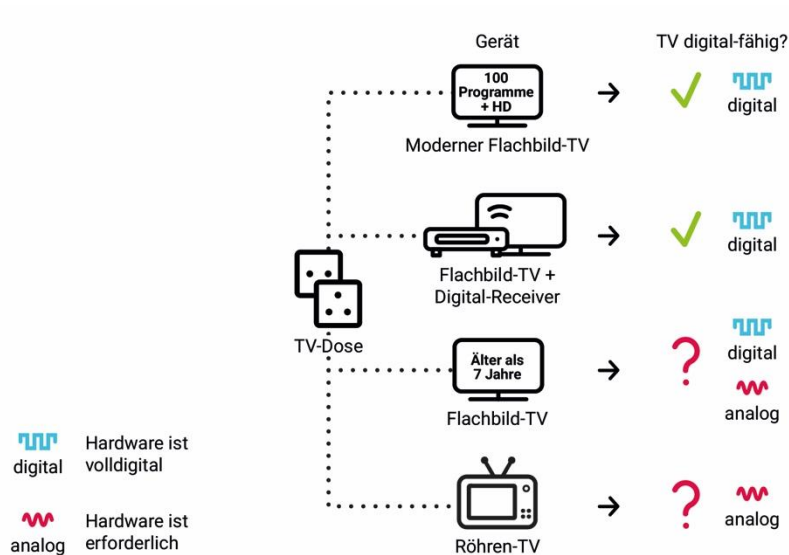 Gerät
TV digital-fähig?
100
Programme
+ HD
digital
Moderner Flachbild-TV
digital
Flachbild-TV +
Digital-Receiver
TV-Dose
Älter als
7 Jahre
digital
analog
Flachbild-TV
digital
Hardware ist
volldigital
analog
Röhren-TV
analog
Hardware ist
erforderlich